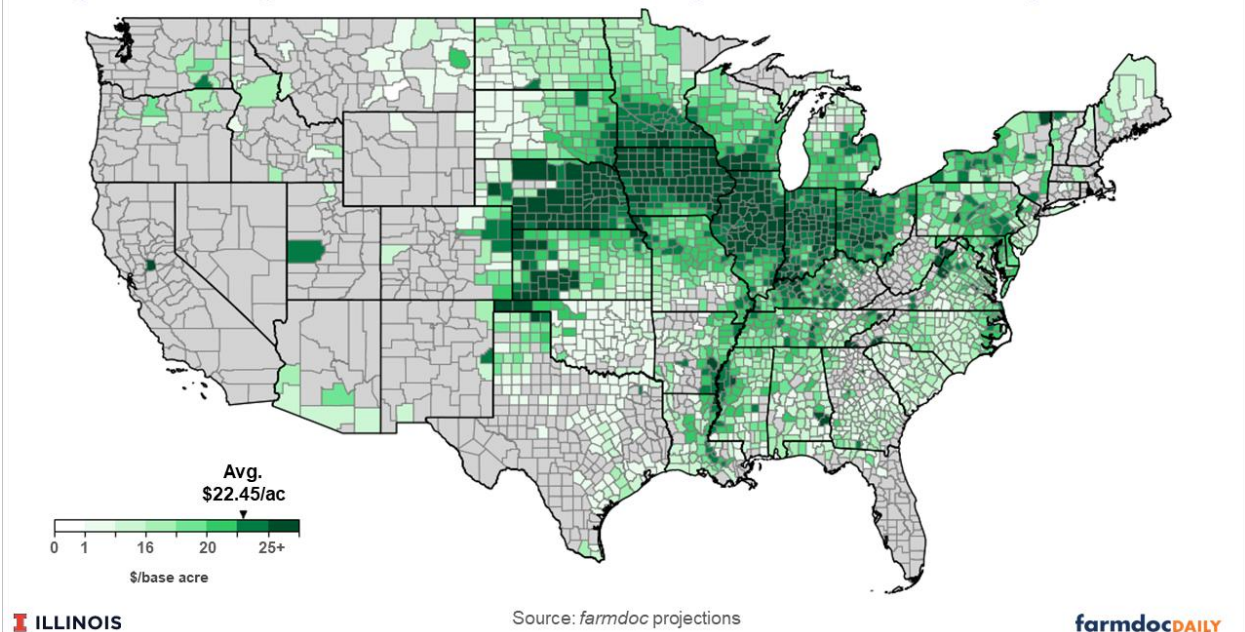 Avg.
$22.45/ac
0 1 16 20 25+
$/base acre
I ILLINOIS
Source: farmdoc projections
farmdocDAILY